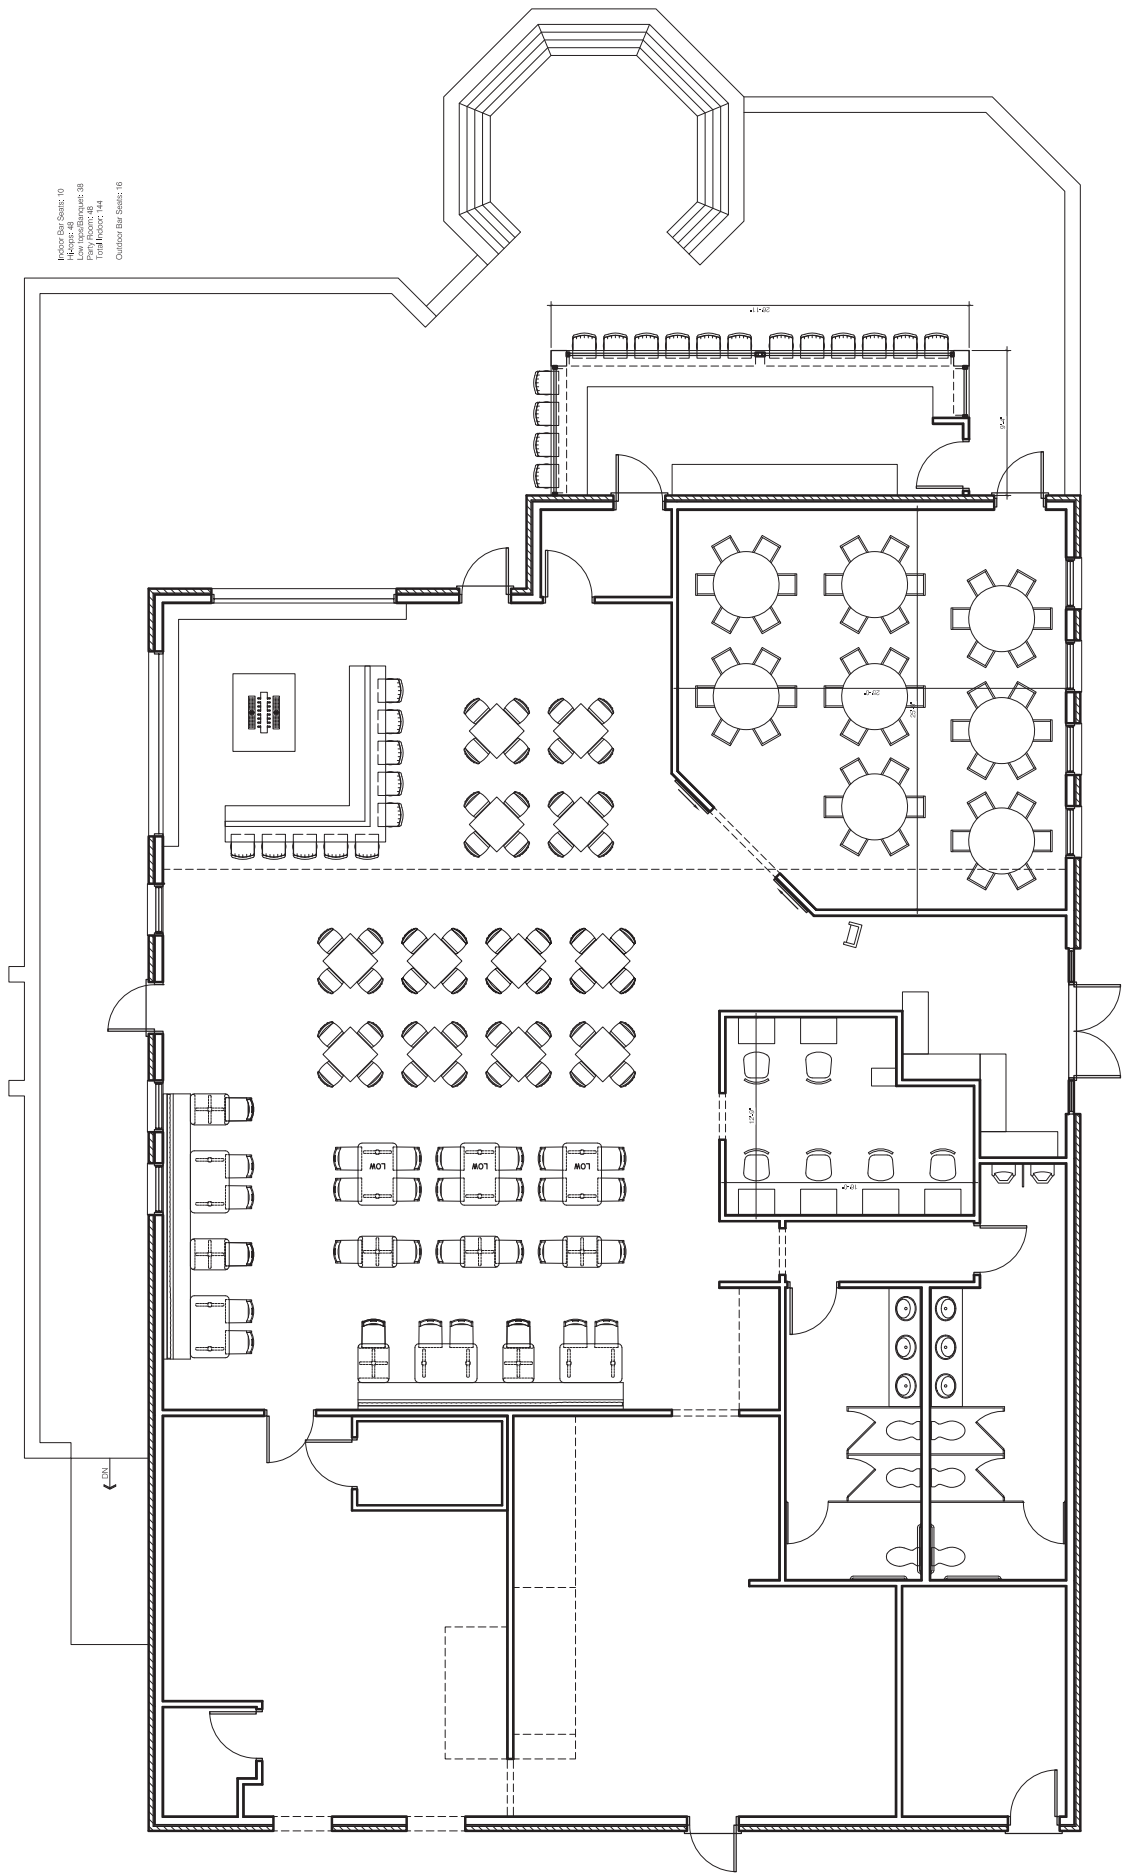 Indoor Bar Seats: 10
Hi-tops: 48
Low tops/Banquet: 38
Party Room: 48
Total Indoor: 144
Outdoor Bar Seats: 16
LOW
LOW
LOW
DN